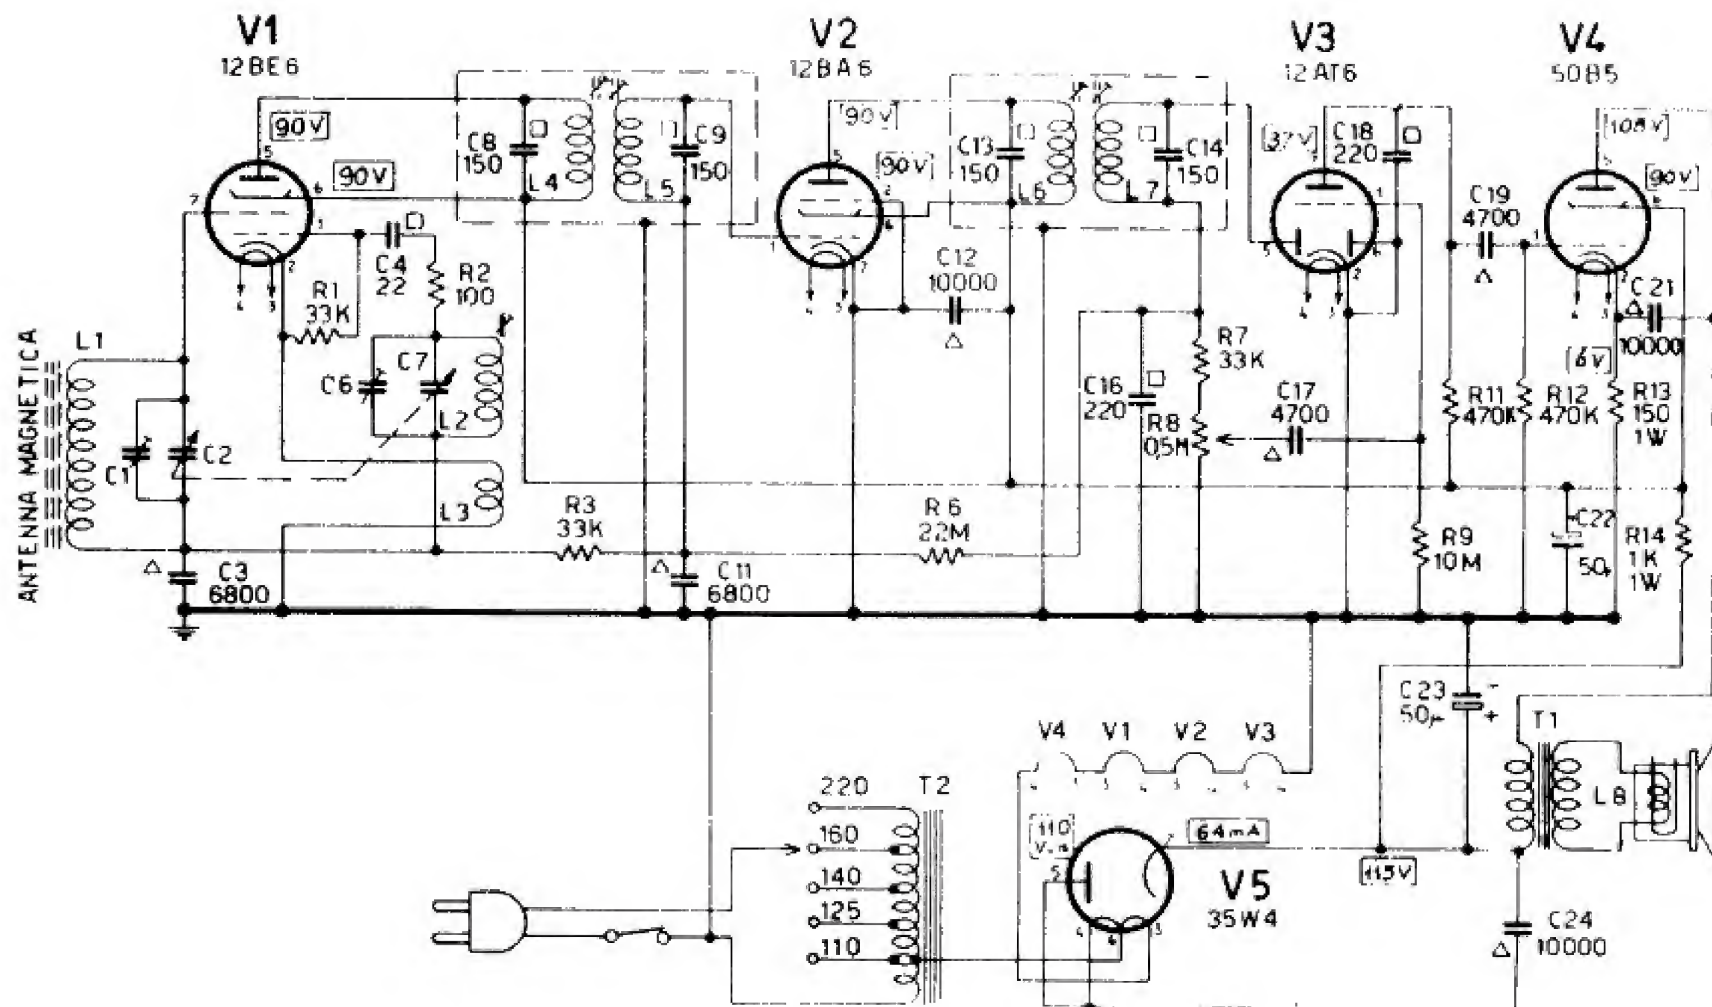 V1
12BE6
V2
12BA6
V3
12AT6
V4
50B5
90V
90V
C8
150
L4
L5
C9
150
90V
90V
C13
150
L6
L7
C14
150
37V
C18
220
C19
4700
108V
90V
C4
22
R2
100
R1
33K
C12
10000
C21
10000
6V
ANTENNA MAGNETICA
L1
C1
C2
C6
C7
L2
L3
R3
33K
R6
2.2M
C16
220
R7
33K
R8
0,5M
C17
4700
R11
470K
R12
470K
R13
150
1W
R9
10M
C22
50
R14
1K
1W
C3
6800
C11
6800
C23
50µ
- +
V4 V1 V2 V3
T1
L8
220
160
140
125
110
T2
110
64mA
115V
V5
35W4
C24
10000